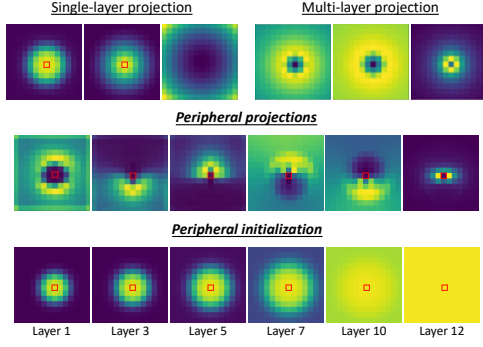 Single-layer projection Multi-layer projection
Peripheral projections
Peripheral initialization
Layer 1 Layer 3 Layer 5 Layer 7 Layer 10 Layer 12